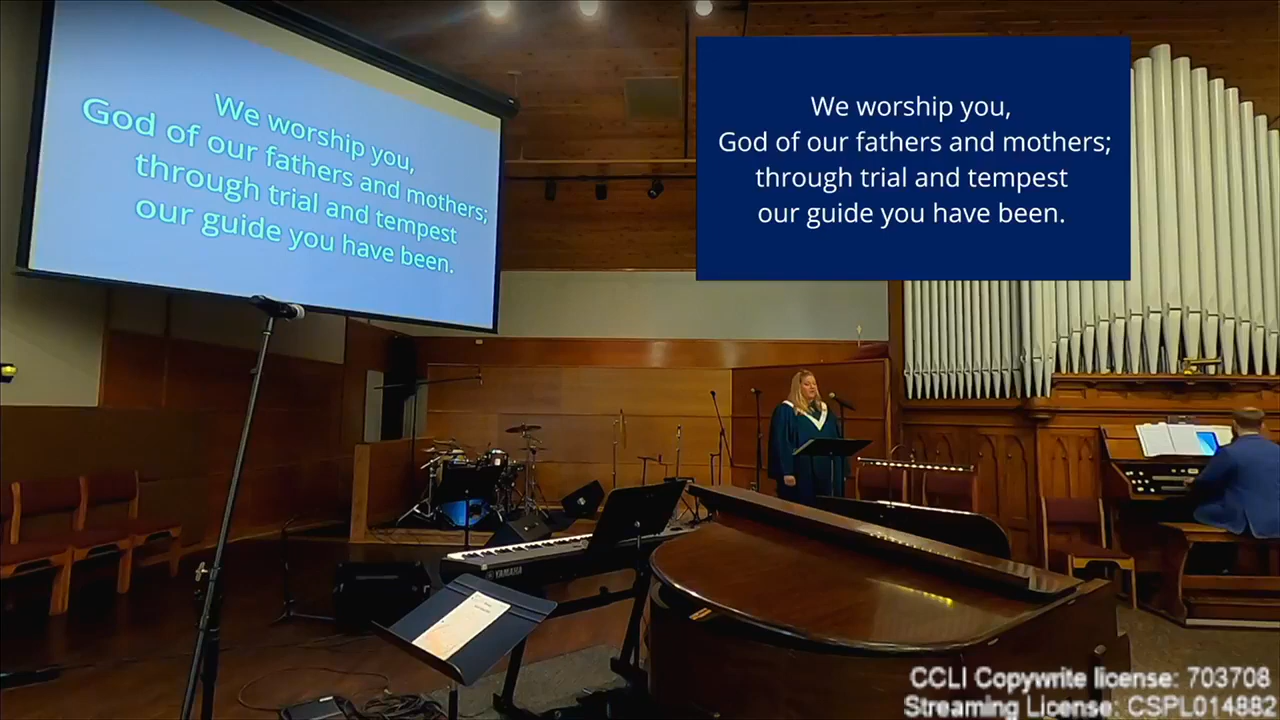 We worship you,
God of our fathers and mothers;
through trial and tempest
our guide you have been.
We worship you,
God of our fathers and mothers;
through trial and tempest
our guide you have been.
YAMAHA
CCLI Copywrite license: 703708
Streaming License: CSPL014882